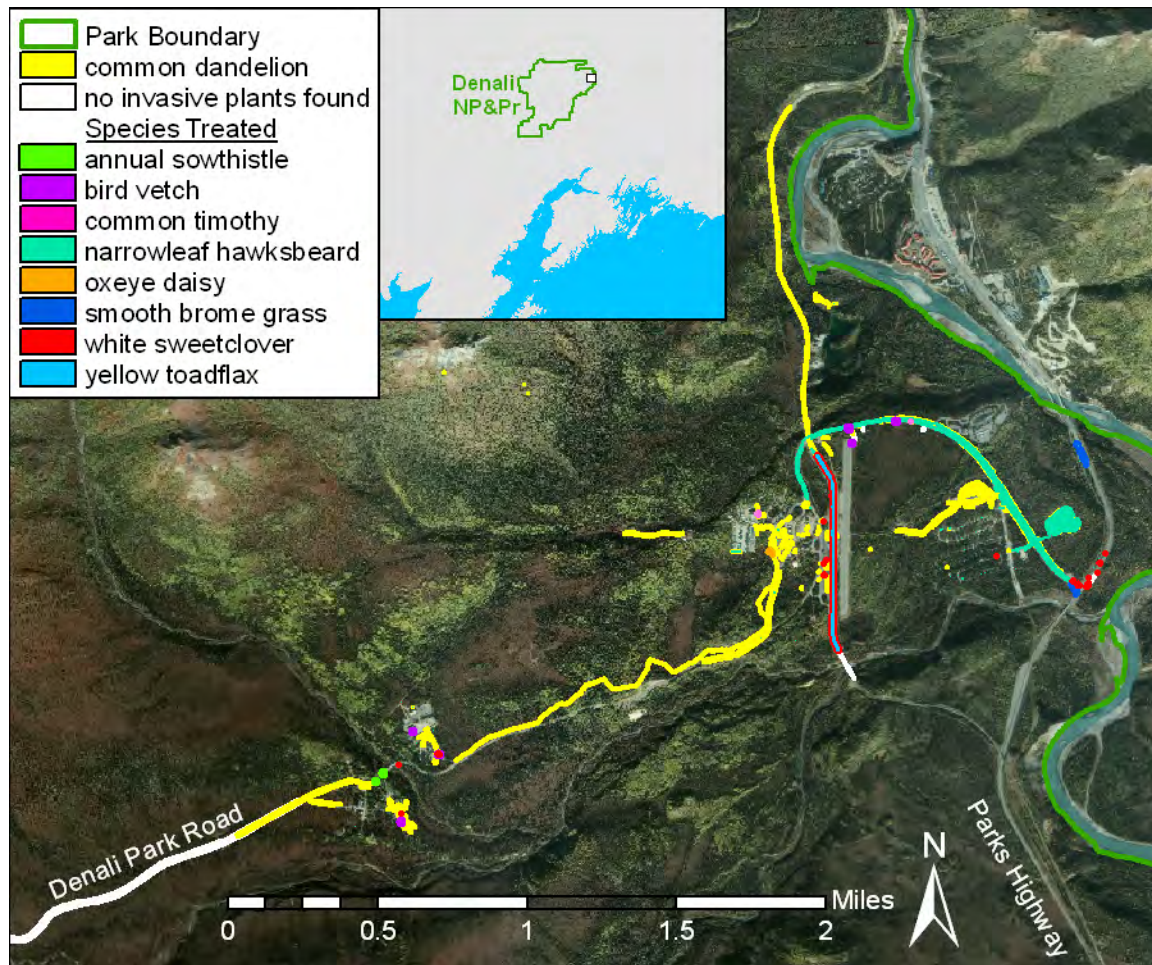 Park Boundary
common dandelion
no invasive plants found
Species Treated
annual sowthistle
bird vetch
common timothy
narrowleaf hawksbeard
oxeye daisy
smooth brome grass
white sweetclover
yellow toadflax
Denali
NP&Pr
Denali Park Road
Parks Highway
N
Miles
0 0.5 1 1.5 2